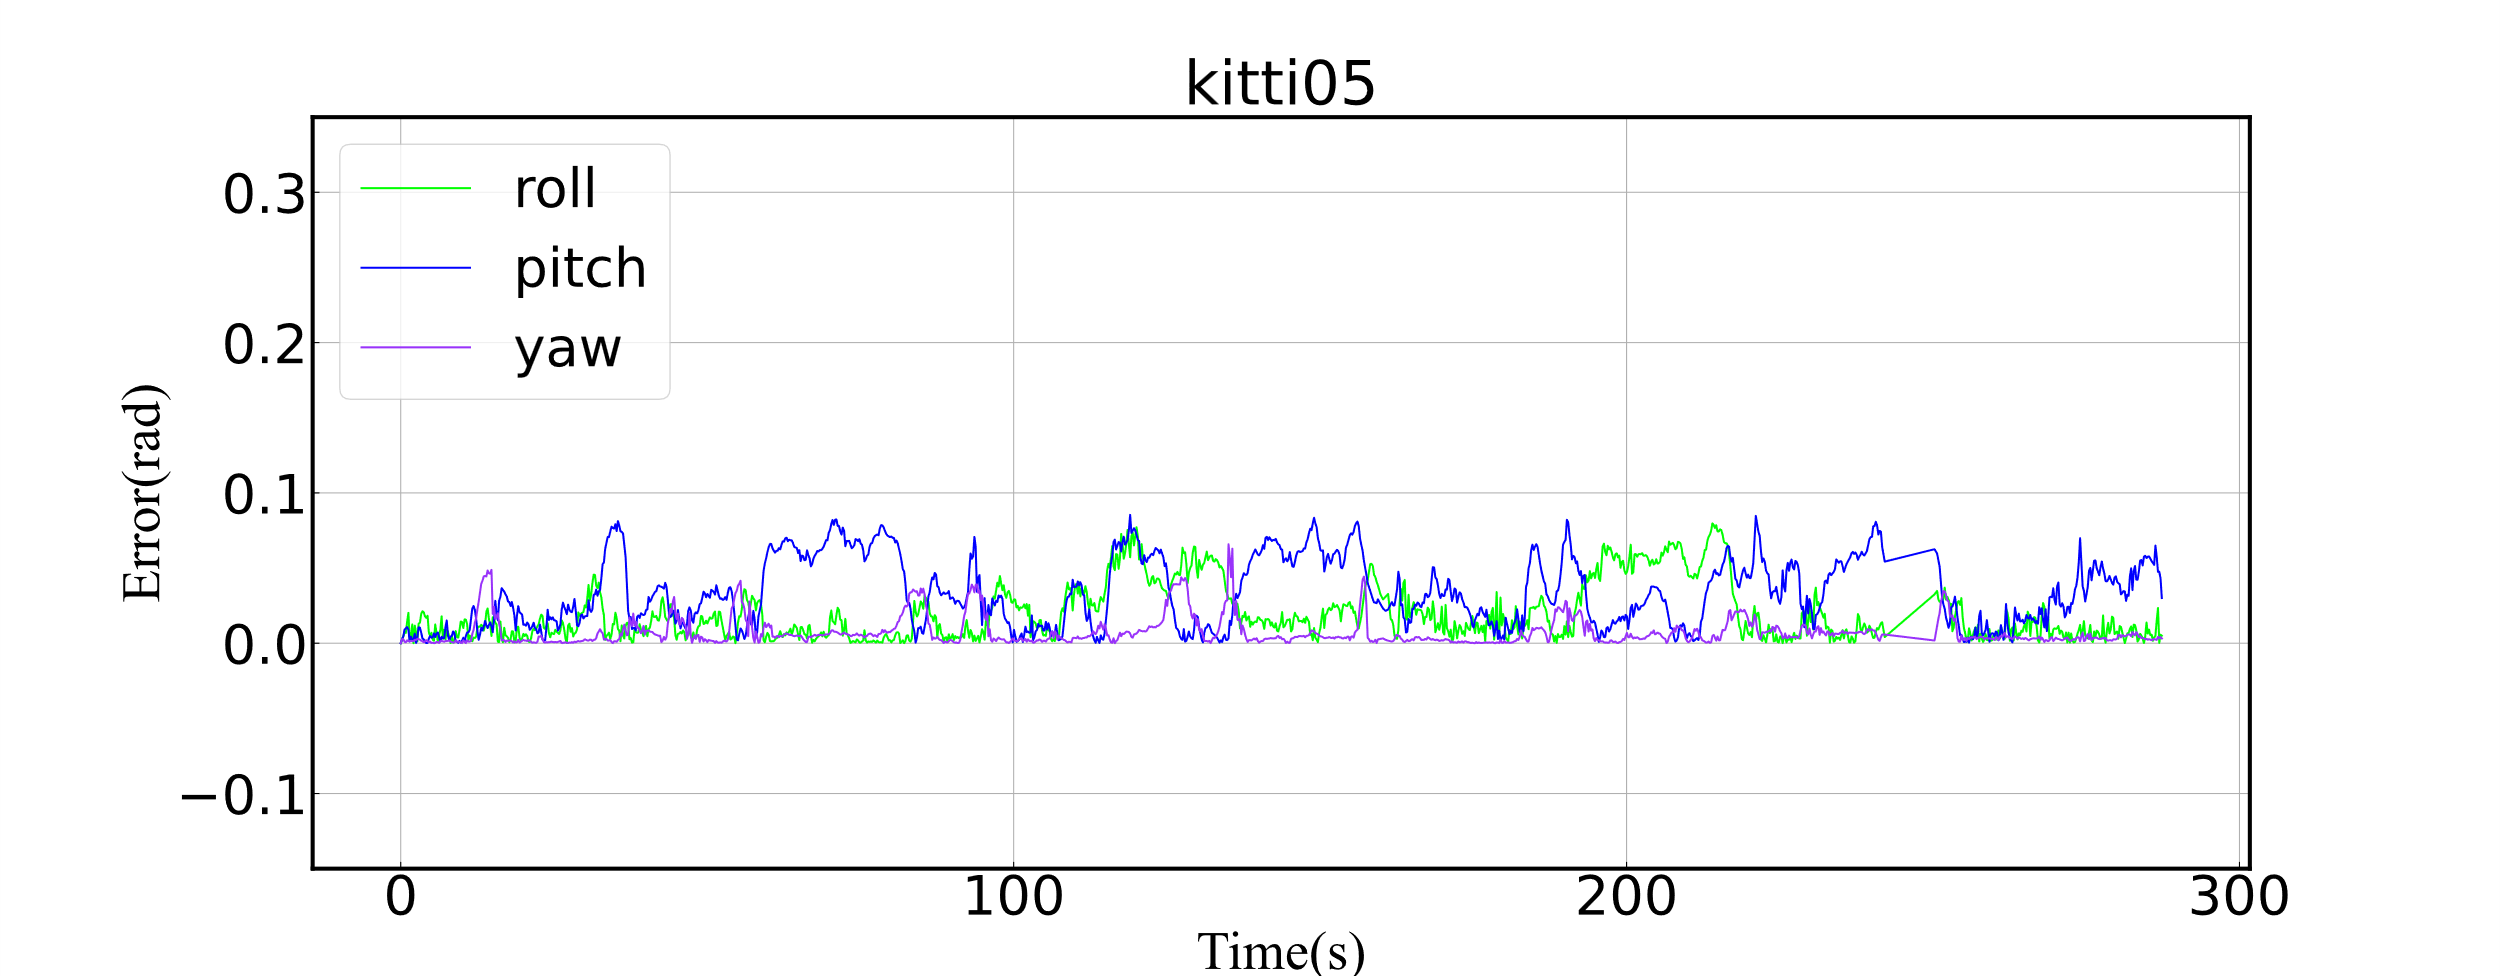 kitti05
roll
pitch
yaw
0.3
0.2
0.1
0.0
−0.1
Error(rad)
0 100 200 300
Time(s)